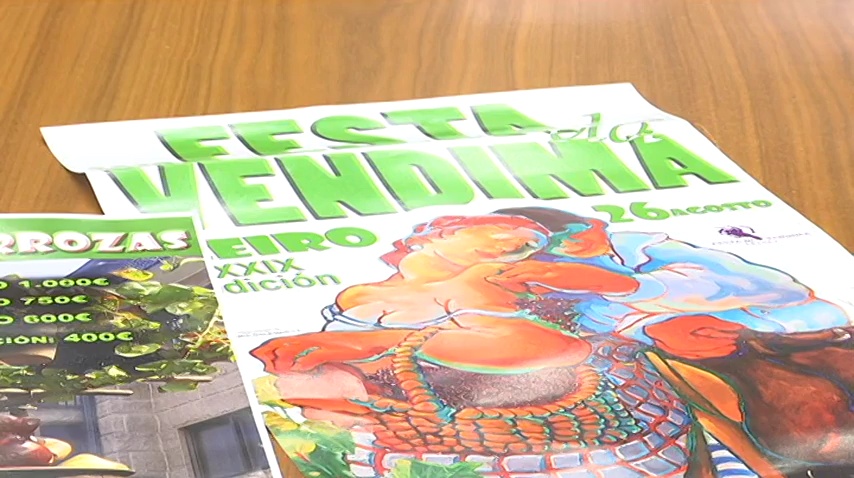 FESTA da
VENDIMA
EIRO
26 AGOSTO
XXIX
dición
RROZAS
O 1.000€
O 750€
O 600€
CIÓN: 400€